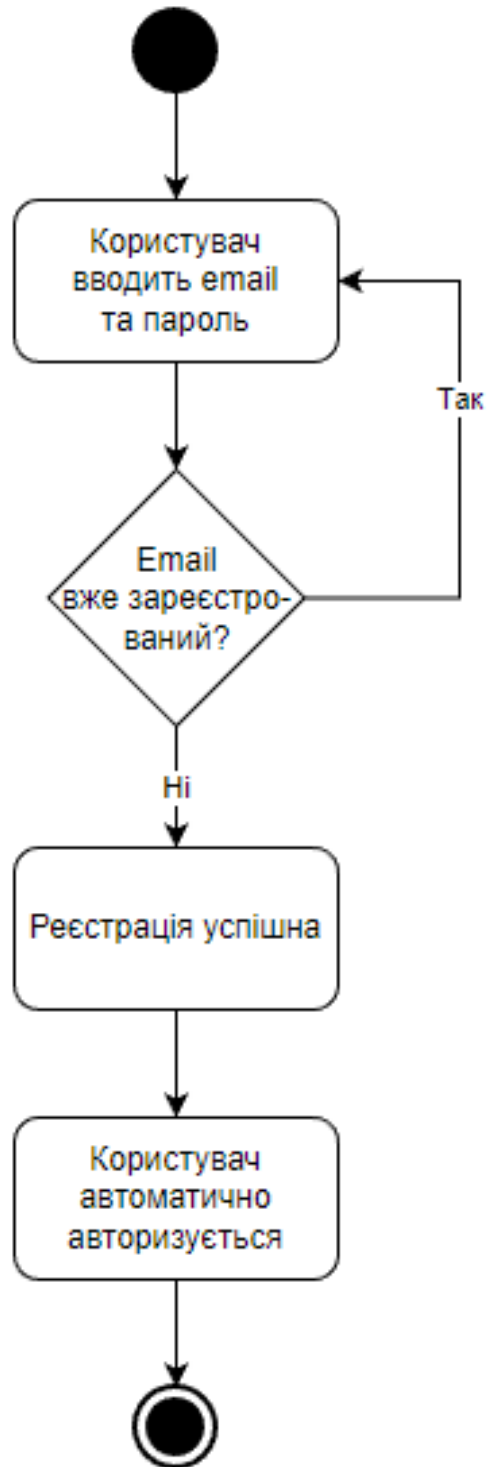 Користувач
вводить email
та пароль
Так
Email
вже зареєстро-
ваний?
Ні
Реєстрація успішна
Користувач
автоматично
авторизується